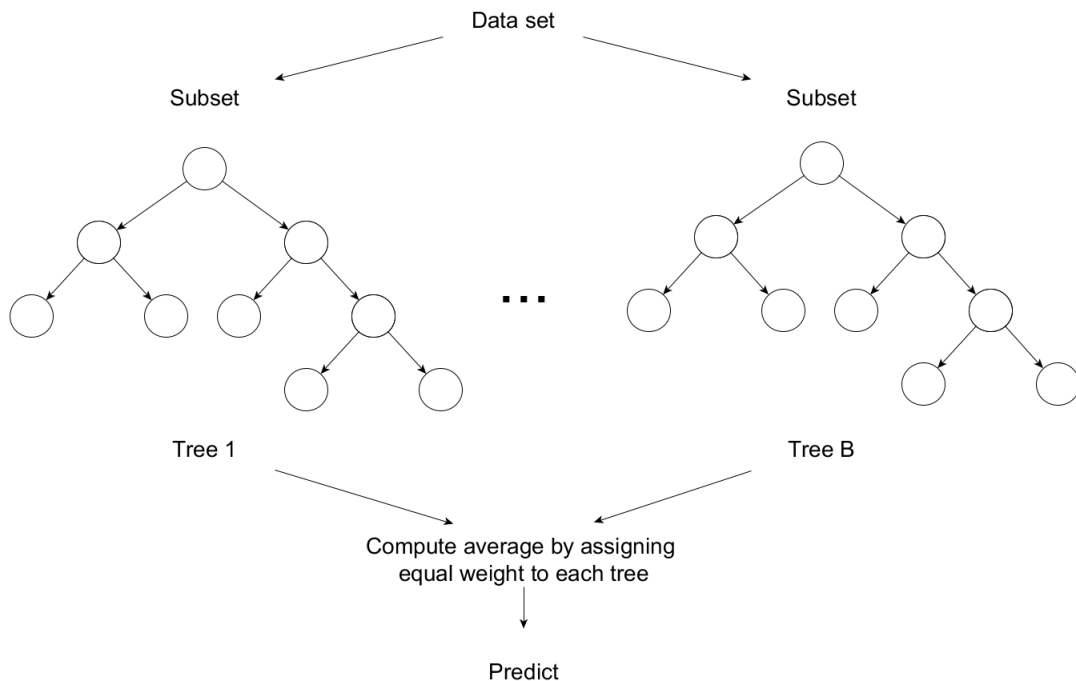 Data set
Subset
Subset
...
Tree 1
Tree B
Compute average by assigning
equal weight to each tree
Predict